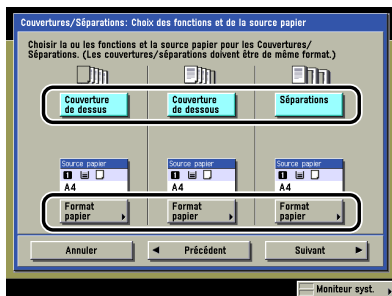 Couvertures/Séparations: Choix des fonctions et de la source papier
Choisir la ou les fonctions et la source papier pour les Couvertures/
Séparations. (Les couvertures/séparations doivent être de même format.)
Couverture
de dessus
Couverture
de dessous
Séparations
Source papier
1
A4
Source papier
1
A4
Source papier
1
A4
Format
papier
Format
papier
Format
papier
Annuler
Précédent
Suivant
Moniteur syst.